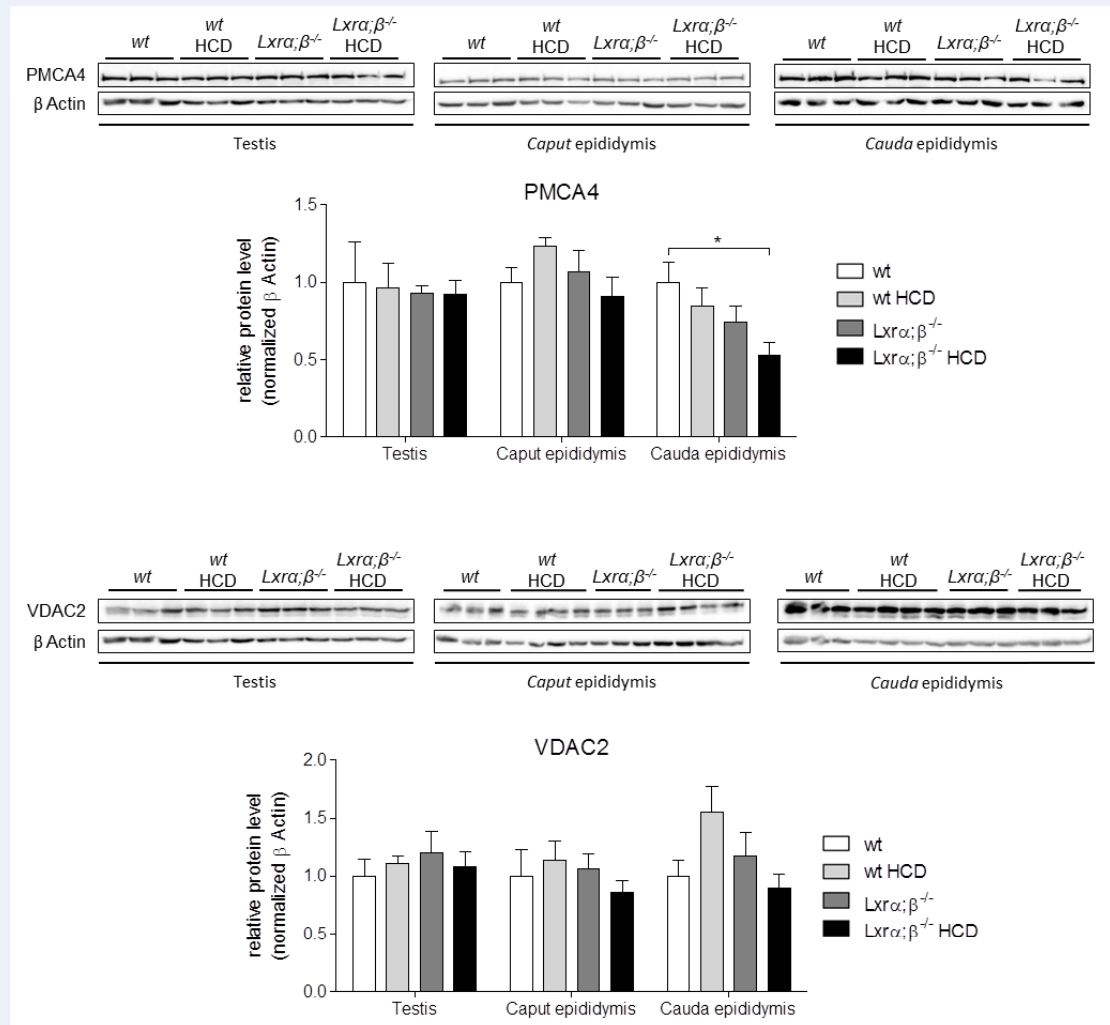 wt wt HCD Lxrα;β-/- Lxrα;β-/- HCD wt wt HCD Lxrα;β-/- Lxrα;β-/- HCD wt wt HCD Lxrα;β-/- Lxrα;β-/- HCD
PMCA4
β Actin
Testis Caput epididymis Cauda epididymis
PMCA4
relative protein level
(normalized β Actin)
1.5
1.0
0.5
0.0
*
Testis Caput epididymis Cauda epididymis
wt
wt HCD
Lxrα;β-/-
Lxrα;β-/- HCD
wt wt HCD Lxrα;β-/- Lxrα;β-/- HCD wt wt HCD Lxrα;β-/- Lxrα;β-/- HCD wt wt HCD Lxrα;β-/- Lxrα;β-/- HCD
VDAC2
β Actin
Testis Caput epididymis Cauda epididymis
VDAC2
relative protein level
(normalized β Actin)
2.0
1.5
1.0
0.5
0.0
Testis Caput epididymis Cauda epididymis
wt
wt HCD
Lxrα;β-/-
Lxrα;β-/- HCD